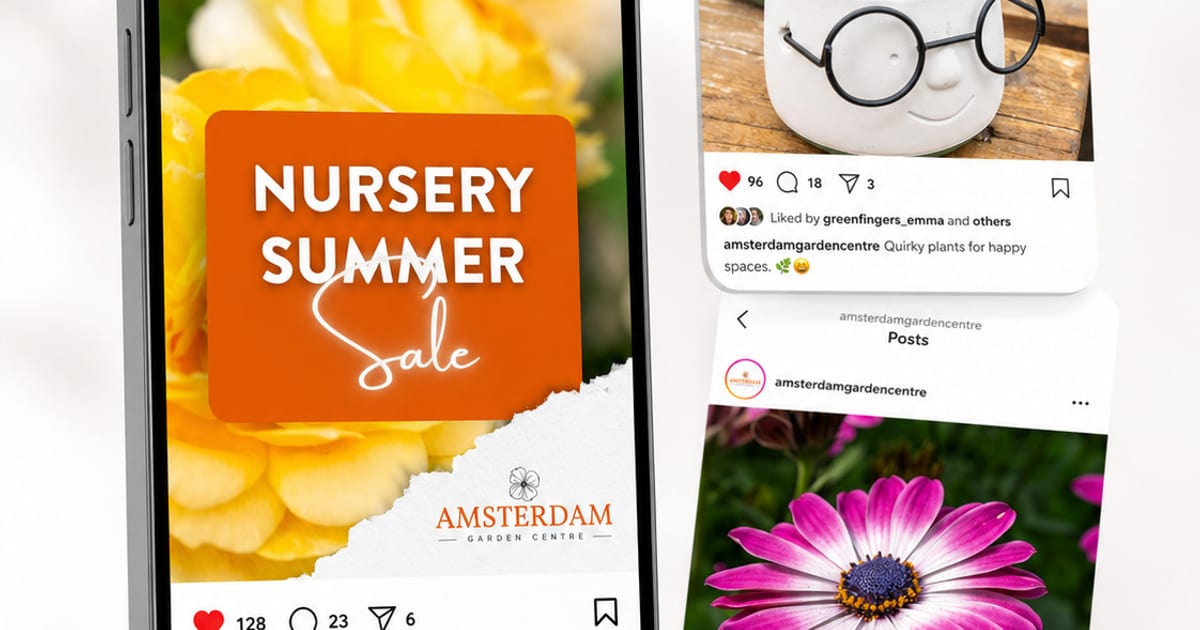 NURSERY
SUMMER
Sale
AMSTERDAM
GARDEN CENTRE
128 23 6
96 18 3
Liked by greenfingers_emma and others
amsterdamgardencentre Quirky plants for happy
spaces. 🌿😄
amsterdamgardencentre
Posts
amsterdamgardencentre